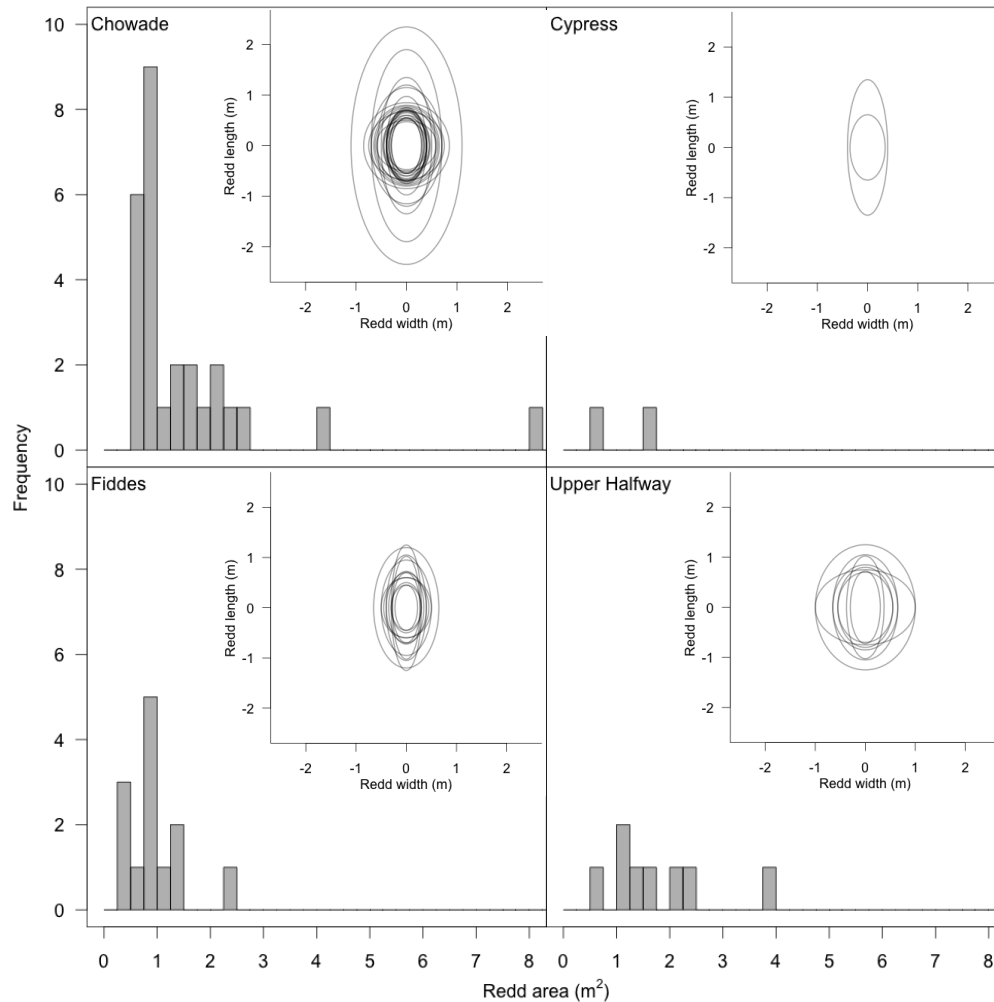 Chowade
Cypress
10
8
6
4
2
0
Redd length (m)
2
1
0
-1
-2
-2 -1 0 1 2
Redd width (m)
Redd length (m)
2
1
0
-1
-2
-2 -1 0 1 2
Redd width (m)
Frequency
Fiddes
Upper Halfway
10
8
6
4
2
0
Redd length (m)
2
1
0
-1
-2
-2 -1 0 1 2
Redd width (m)
Redd length (m)
2
1
0
-1
-2
-2 -1 0 1 2
Redd width (m)
0 1 2 3 4 5 6 7 8
0 1 2 3 4 5 6 7 8
Redd area (m²)